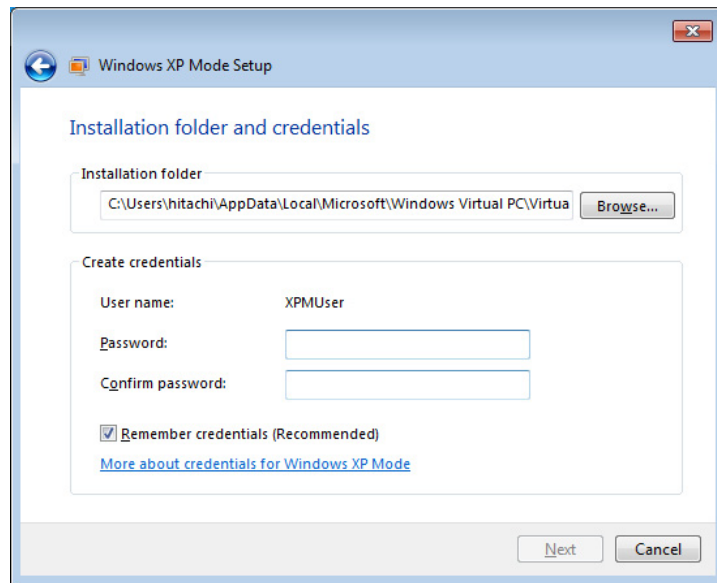 Windows XP Mode Setup
Installation folder and credentials
Installation folder
C:\Users\hitachi\AppData\Local\Microsoft\Windows Virtual PC\Virtua
Browse...
Create credentials
User name: XPMUser
Password:
Confirm password:
Remember credentials (Recommended)
More about credentials for Windows XP Mode
Next Cancel